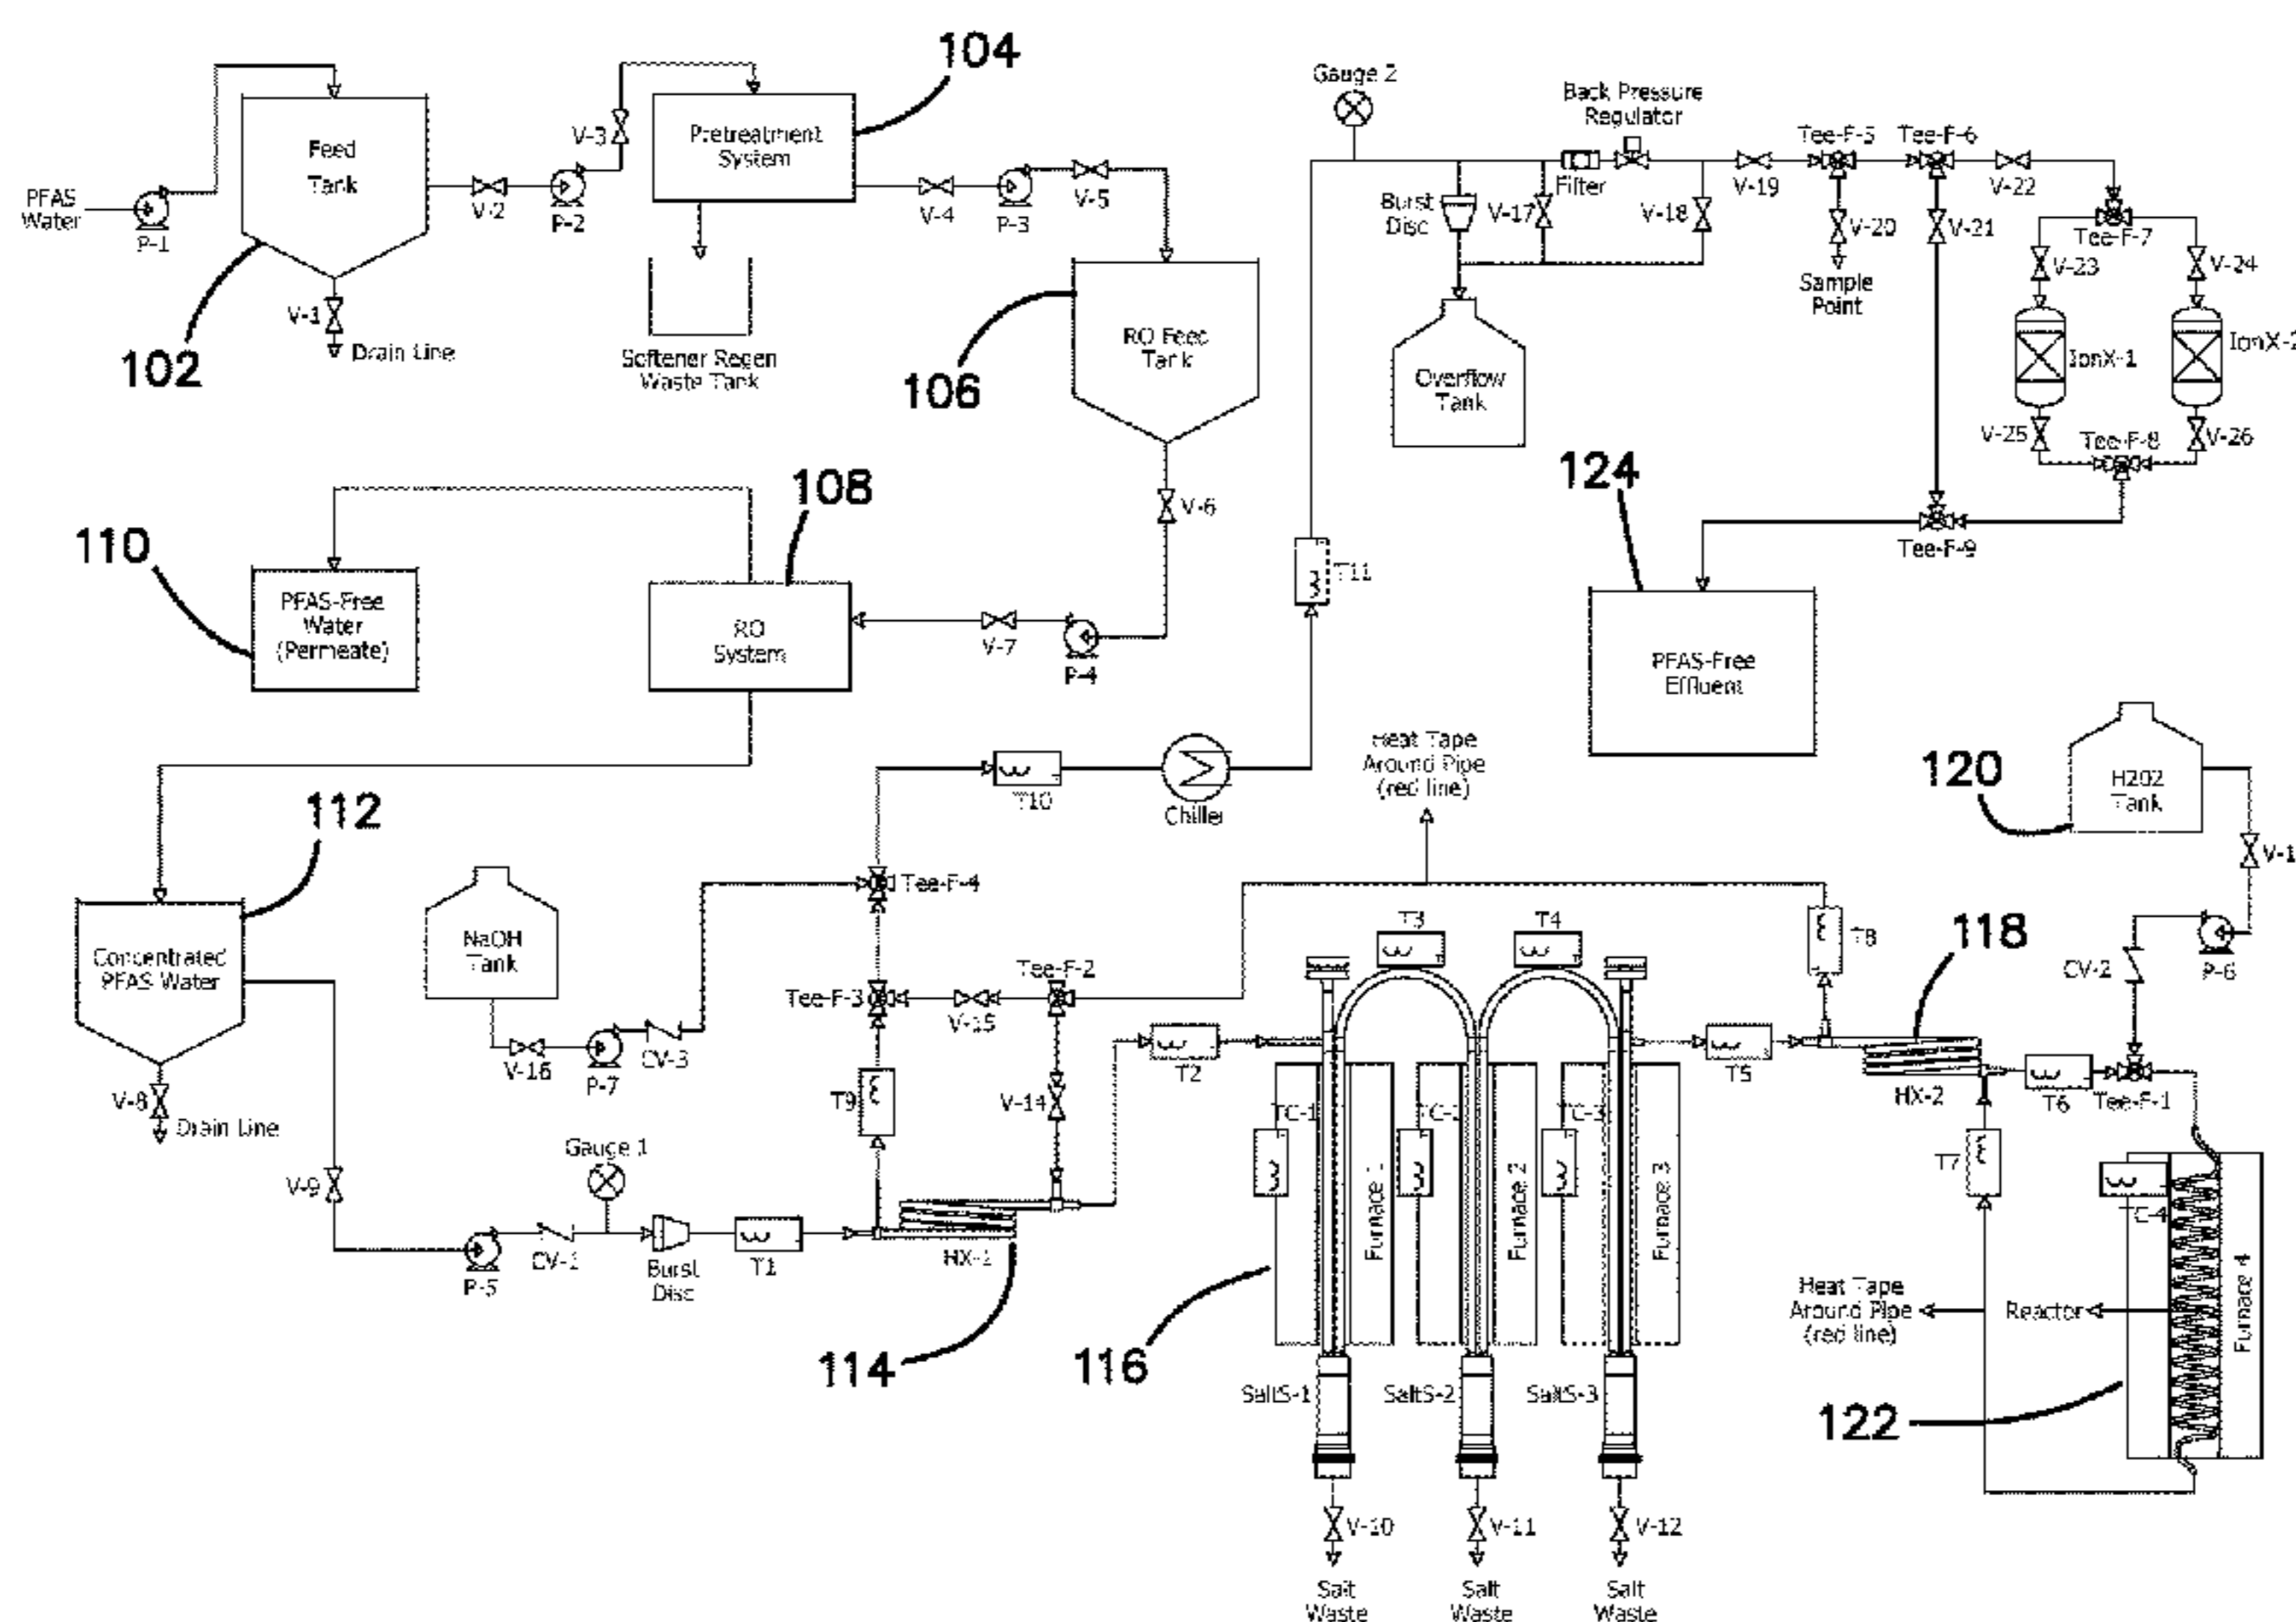 104
Gauge 2
Back Pressure
Regulator
Feed
Tank
V-3
Pretreatment
System
Tee-F-5
Tee-F-6
PFAS
Water
P-1
V-2
P-2
V-4
P-3
V-5
Burst
Disc
V-17
Filter
V-18
V-19
V-20
V-21
V-22
Tee-F-7
V-23
V-24
Sample
Point
V-1
Drain Line
102
Softener Regen
Waste Tank
106
RO Feed
Tank
Overflow
Tank
IonX-1
V-25
Tee-F-8
V-26
124
108
V-6
110
Tee-F-9
T11
PFAS-Free
Water
(Permeate)
RO
System
V-7
P-4
PFAS-Free
Effluent
Heat Tape
Around Pipe
(red line)
120
H2O2
Tank
112
T10
Chiller
NaOH
Tank
Tee-F-4
T3
T4
T8
118
CV-2
P-6
Concentrated
PFAS Water
Tee-F-3
V-15
Tee-F-2
V-16
P-7
CV-3
T2
T5
HX-2
T6
Tee-F-1
V-8
Drain Line
T9
V-14
TC-1
TC-2
TC-3
T7
TC-4
Gauge 1
V-9
P-5
CV-1
Burst
Disc
T1
HX-1
Furnace 1
Furnace 2
Furnace 3
Furnace 4
Heat Tape
Around Pipe
(red line)
Reactor
114
116
SaltS-1
SaltS-2
SaltS-3
122
V-10
V-11
V-12
Salt
Waste
Salt
Waste
Salt
Waste